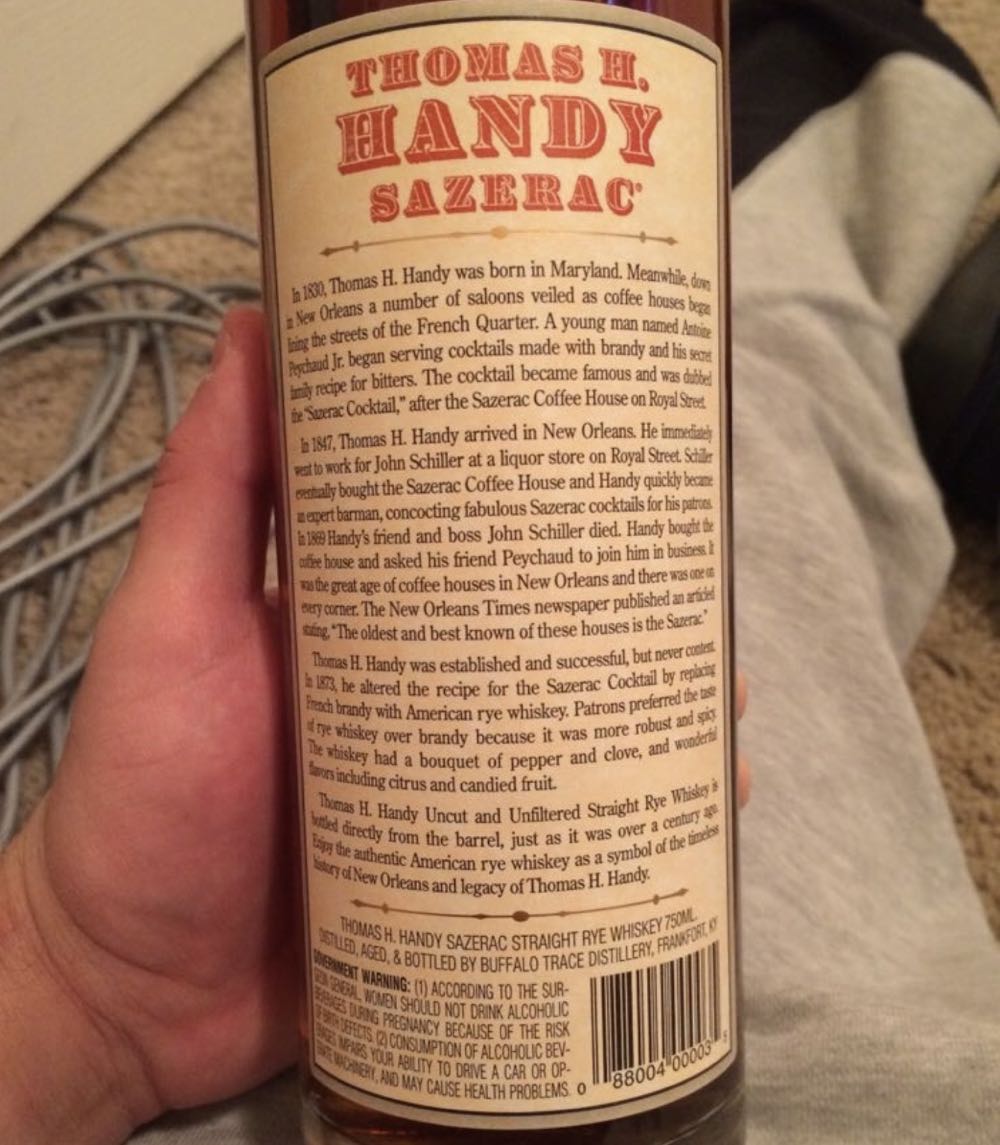 THOMAS H.
HANDY
SAZERAC
In 1830, Thomas H. Handy was born in Maryland. Meanwhile, down
in New Orleans a number of saloons veiled as coffee houses began
lining the streets of the French Quarter. A young man named Antoine
Peychaud Jr. began serving cocktails made with brandy and his secret
family recipe for bitters. The cocktail became famous and was dubbed
the "Sazerac Cocktail," after the Sazerac Coffee House on Royal Street.
In 1847, Thomas H. Handy arrived in New Orleans. He immediately
went to work for John Schiller at a liquor store on Royal Street. Schiller
eventually bought the Sazerac Coffee House and Handy quickly became
an expert barman, concocting fabulous Sazerac cocktails for his patrons.
In 1869 Handy's friend and boss John Schiller died. Handy bought the
coffee house and asked his friend Peychaud to join him in business. It
was the great age of coffee houses in New Orleans and there was one on
every corner. The New Orleans Times newspaper published an articled
stating, "The oldest and best known of these houses is the Sazerac."
Thomas H. Handy was established and successful, but never content.
In 1873, he altered the recipe for the Sazerac Cocktail by replacing
French brandy with American rye whiskey. Patrons preferred the taste
of rye whiskey over brandy because it was more robust and spicy.
The whiskey had a bouquet of pepper and clove, and wonderful
flavors including citrus and candied fruit.
Thomas H. Handy Uncut and Unfiltered Straight Rye Whiskey is
bottled directly from the barrel, just as it was over a century ago.
Enjoy the authentic American rye whiskey as a symbol of the timeless
history of New Orleans and legacy of Thomas H. Handy.
THOMAS H. HANDY SAZERAC STRAIGHT RYE WHISKEY 750ML.
DISTILLED, AGED, & BOTTLED BY BUFFALO TRACE DISTILLERY, FRANKFORT, KY
GOVERNMENT WARNING: (1) ACCORDING TO THE SUR-
GEON GENERAL, WOMEN SHOULD NOT DRINK ALCOHOLIC
BEVERAGES DURING PREGNANCY BECAUSE OF THE RISK
OF BIRTH DEFECTS. (2) CONSUMPTION OF ALCOHOLIC BEV-
ERAGES IMPAIRS YOUR ABILITY TO DRIVE A CAR OR OP-
ERATE MACHINERY, AND MAY CAUSE HEALTH PROBLEMS.
0 88004 00003 5